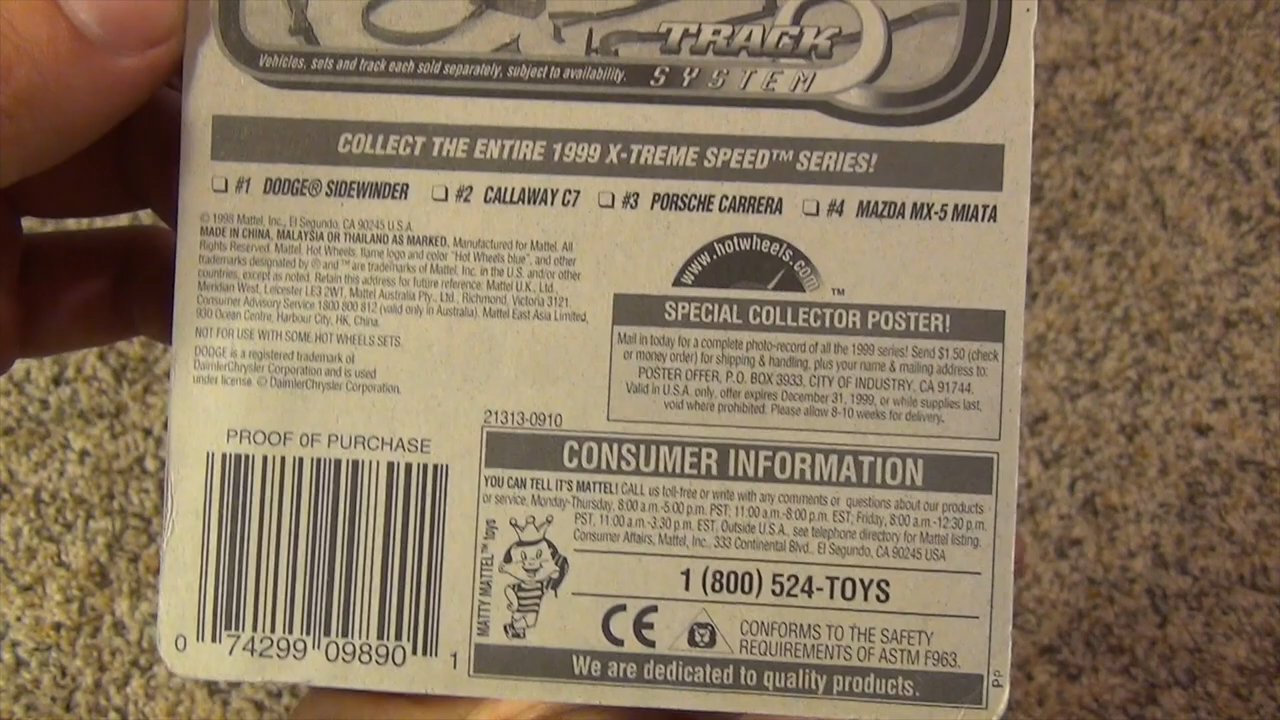 TRACK
SYSTEM
Vehicles, sets and track each sold separately, subject to availability.
COLLECT THE ENTIRE 1999 X-TREME SPEED™ SERIES!
#1 DODGE® SIDEWINDER #2 CALLAWAY C7 #3 PORSCHE CARRERA #4 MAZDA MX-5 MIATA
© 1998 Mattel, Inc., El Segundo, CA 90245 U.S.A.
MADE IN CHINA, MALAYSIA OR THAILAND AS MARKED. Manufactured for Mattel. All
Rights Reserved. Mattel, Hot Wheels, flame logo and color "Hot Wheels blue", and other
trademarks designated by ® and ™ are trademarks of Mattel, Inc. in the U.S. and/or other
countries, except as noted. Retain this address for future reference: Mattel U.K., Ltd.,
Meridian West, Leicester LE3 2WT, Mattel Australia Pty., Ltd., Richmond, Victoria 3121.
Consumer Advisory Service 1800 800 812 (valid only in Australia). Mattel East Asia Limited,
930 Ocean Centre, Harbour City, HK, China.
NOT FOR USE WITH SOME HOT WHEELS SETS.
DODGE is a registered trademark of
DaimlerChrysler Corporation and is used
under license. © DaimlerChrysler Corporation.
www.hotwheels.com ™
SPECIAL COLLECTOR POSTER!
Mail in today for a complete photo-record of all the 1999 series! Send $1.50 (check
or money order) for shipping & handling, plus your name & mailing address to:
POSTER OFFER, P.O. BOX 3933, CITY OF INDUSTRY, CA 91744.
Valid in U.S.A. only, offer expires December 31, 1999, or while supplies last,
void where prohibited. Please allow 8-10 weeks for delivery.
21313-0910
PROOF OF PURCHASE
0 74299 09890 1
CONSUMER INFORMATION
YOU CAN TELL IT'S MATTEL! CALL us toll-free or write with any comments or questions about our products
or service, Monday-Thursday, 8:00 a.m.-5:00 p.m. PST; 11:00 a.m.-8:00 p.m. EST; Friday, 8:00 a.m.-12:30 p.m.
PST, 11:00 a.m.-3:30 p.m. EST. Outside U.S.A., see telephone directory for Mattel listing.
Consumer Affairs, Mattel, Inc., 333 Continental Blvd., El Segundo, CA 90245 USA
MATTY MATTEL™ toys
1 (800) 524-TOYS
CE
CONFORMS TO THE SAFETY
REQUIREMENTS OF ASTM F963.
We are dedicated to quality products.
PP